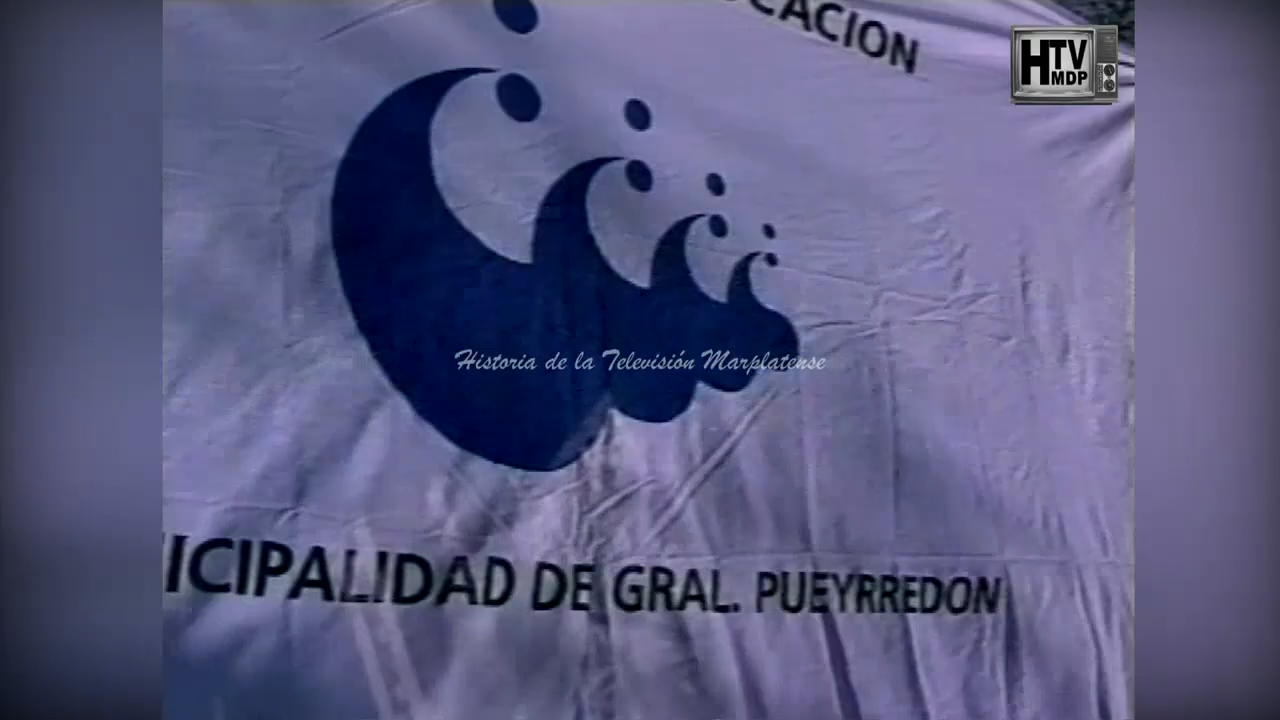 CACION
HTV
MDP
Historia de la Televisión Marplatense
ICIPALIDAD DE GRAL. PUEYRREDON